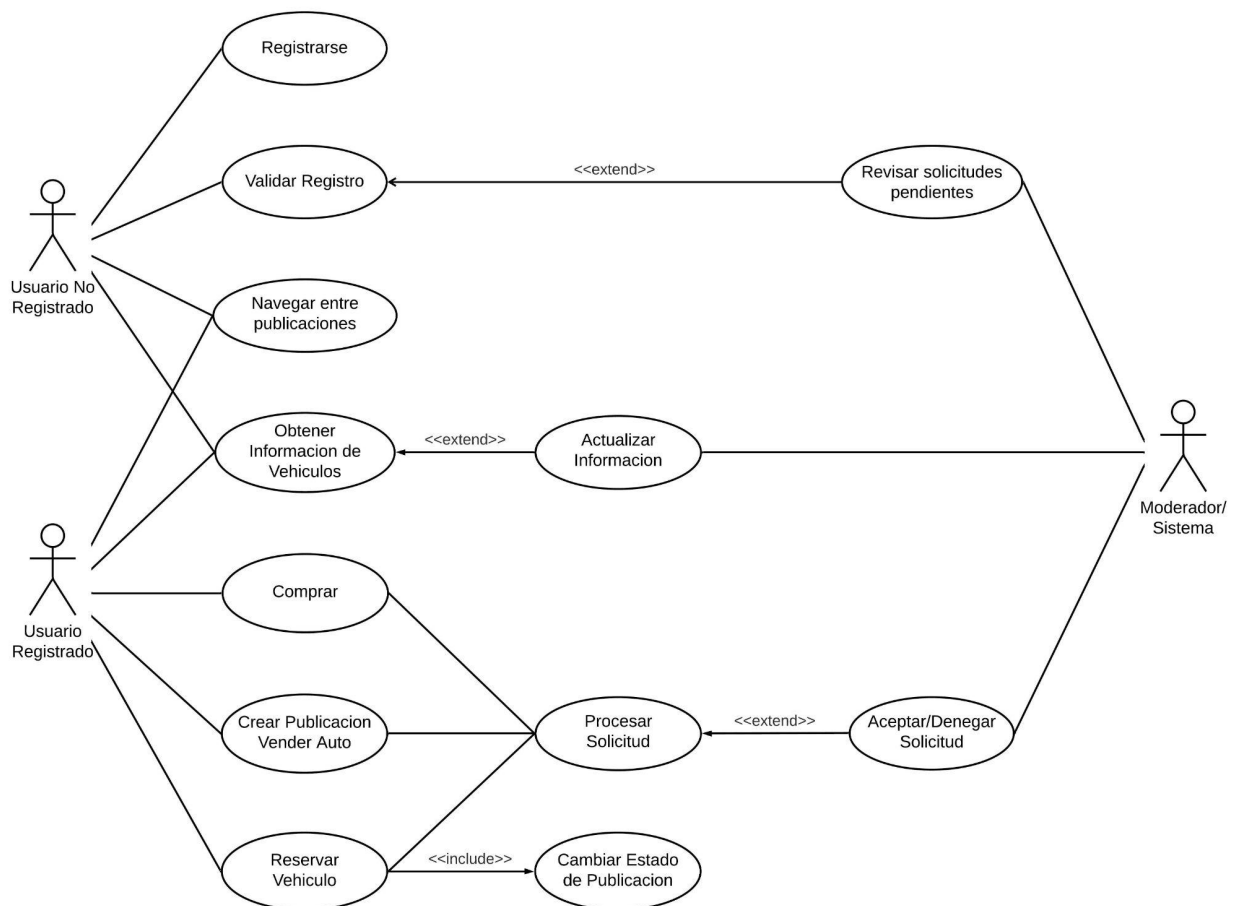 Registrarse
Validar Registro
<<extend>>
Revisar solicitudes
pendientes
Usuario No
Registrado
Navegar entre
publicaciones
Obtener
Informacion de
Vehiculos
<<extend>>
Actualizar
Informacion
Moderador/
Sistema
Usuario
Registrado
Comprar
Crear Publicacion
Vender Auto
Procesar
Solicitud
<<extend>>
Aceptar/Denegar
Solicitud
Reservar
Vehiculo
<<include>>
Cambiar Estado
de Publicacion